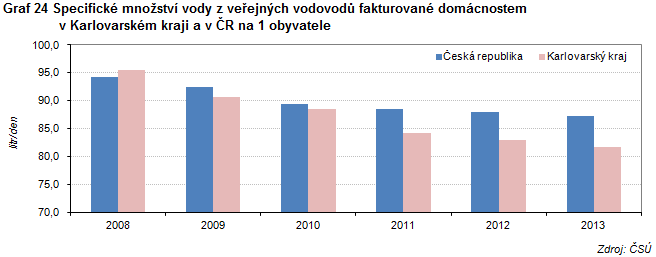 Graf 24 Specifické množství vody z veřejných vodovodů fakturované domácnostem
v Karlovarském kraji a v ČR na 1 obyvatele
100,0
95,0
90,0
85,0
80,0
75,0
70,0
litr/den
Česká republika
Karlovarský kraj
2008
2009
2010
2011
2012
2013
Zdroj: ČSÚ